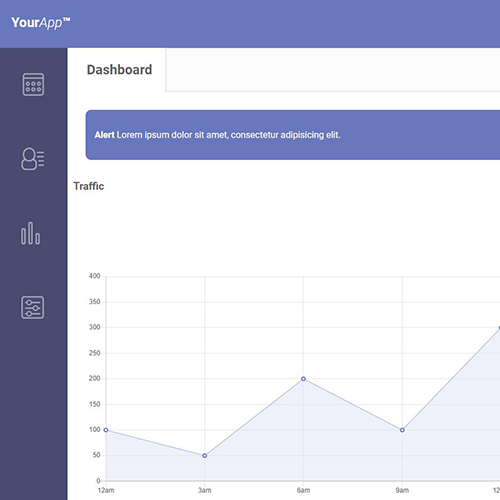 YourApp™
Dashboard
Alert Lorem ipsum dolor sit amet, consectetur adipisicing elit.
Traffic
400
350
300
250
200
150
100
50
0
12am
3am
6am
9am
12